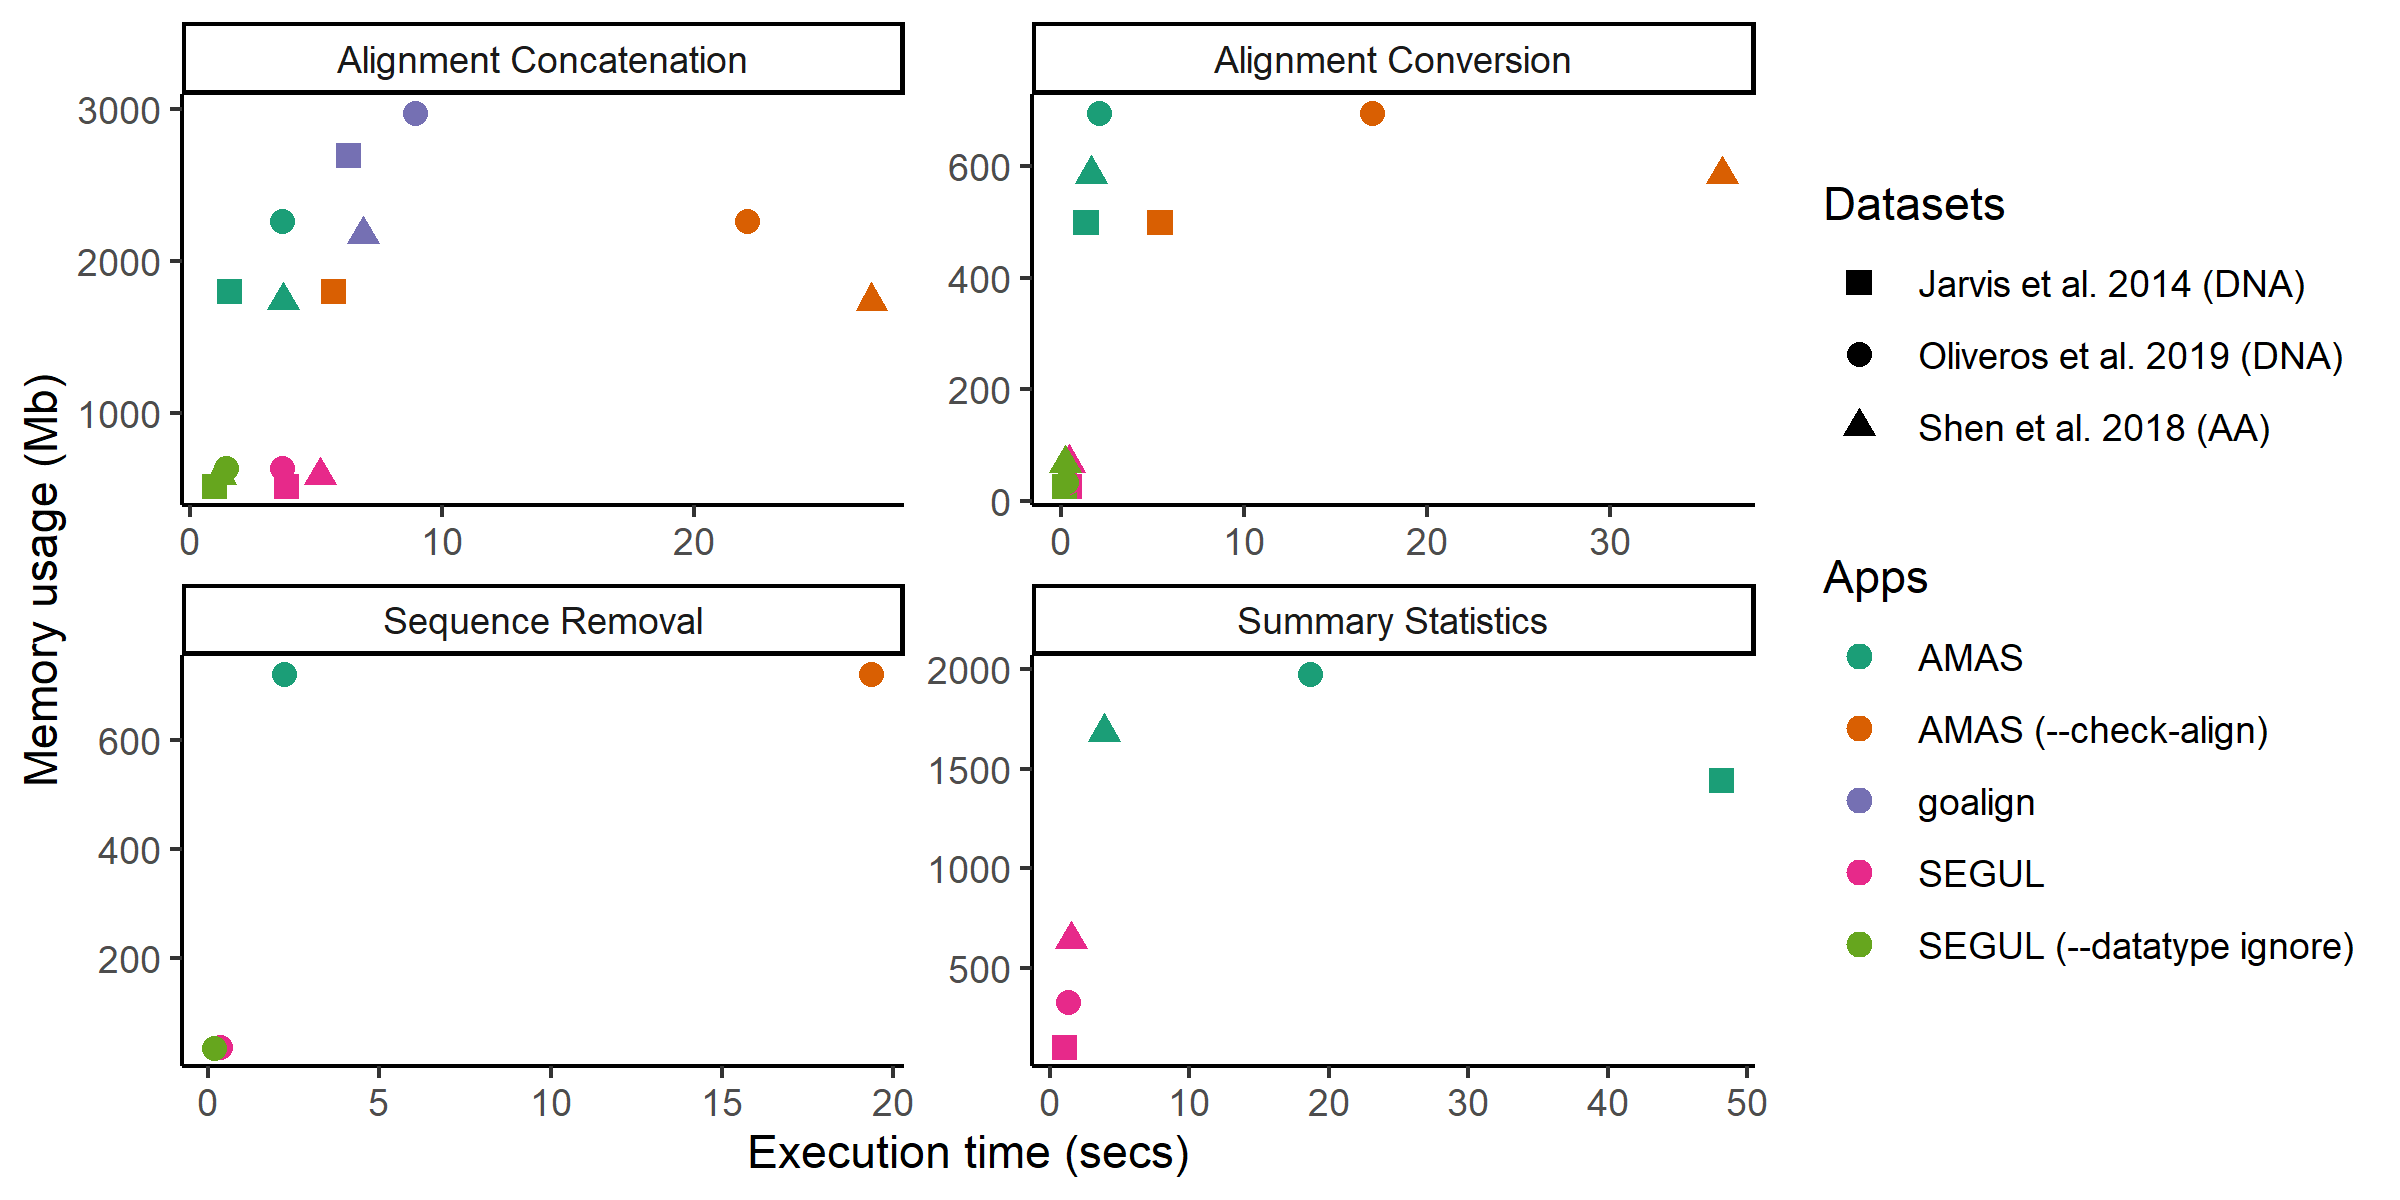 Alignment Concatenation
Alignment Conversion
3000
2000
1000
0
10
20
600
400
200
0
0
10
20
30
Sequence Removal
Summary Statistics
600
400
200
0
5
10
15
20
2000
1500
1000
500
0
10
20
30
40
50
Memory usage (Mb)
Execution time (secs)
Datasets
Jarvis et al. 2014 (DNA)
Oliveros et al. 2019 (DNA)
Shen et al. 2018 (AA)
Apps
AMAS
AMAS (--check-align)
goalign
SEGUL
SEGUL (--datatype ignore)